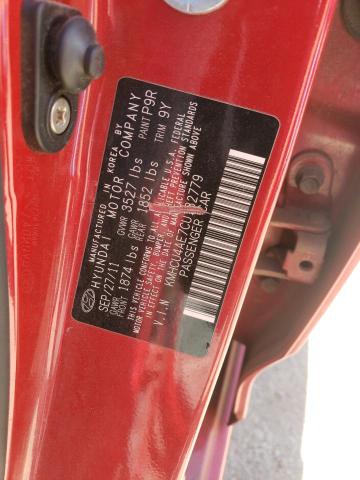 MADE IN KOREA BY
HYUNDAI MOTOR COMPANY
SEP/27/11 GVWR 3527 lbs PAINT P9R
GAWR FRONT 1874 lbs GAWR REAR 1852 lbs TRIM 9Y
THIS VEHICLE CONFORMS TO ALL APPLICABLE U.S.A. FEDERAL
MOTOR VEHICLE SAFETY, BUMPER, AND THEFT PREVENTION
STANDARDS IN EFFECT ON THE DATE OF MANUFACTURE SHOWN ABOVE
V.I.N
PASSENGER CAR